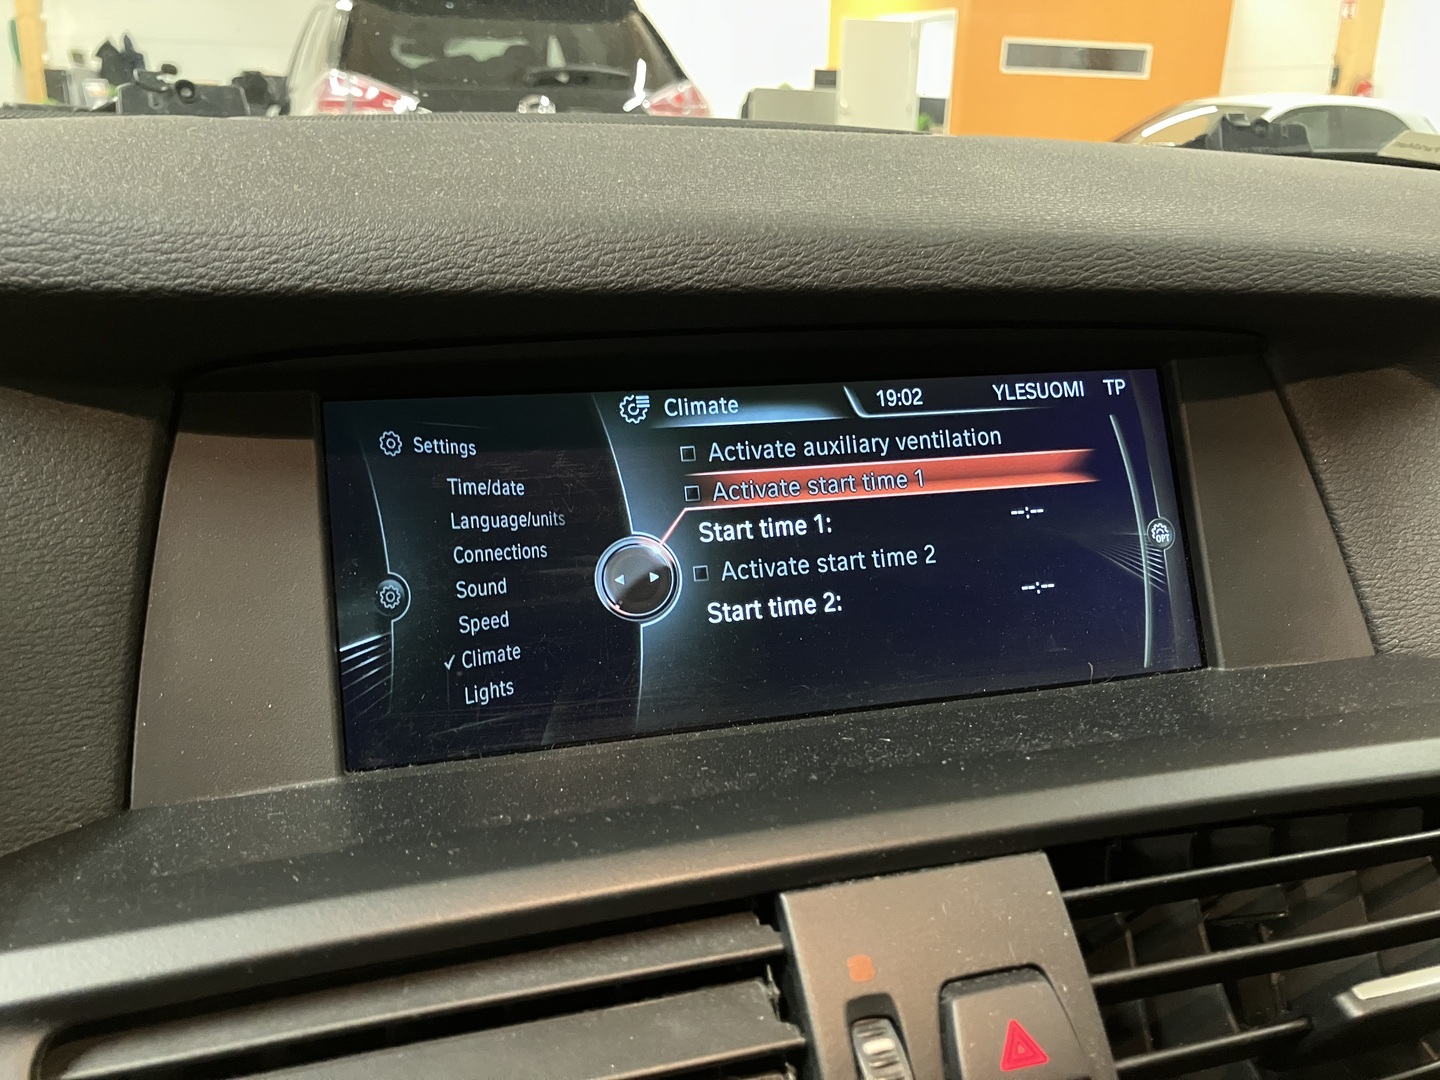 Settings
Time/date
Language/units
Connections
Sound
Speed
✓ Climate
Lights
Climate
19:02
YLESUOMI TP
Activate auxiliary ventilation
Activate start time 1
Start time 1: --:--
Activate start time 2
Start time 2: --:--
OPT